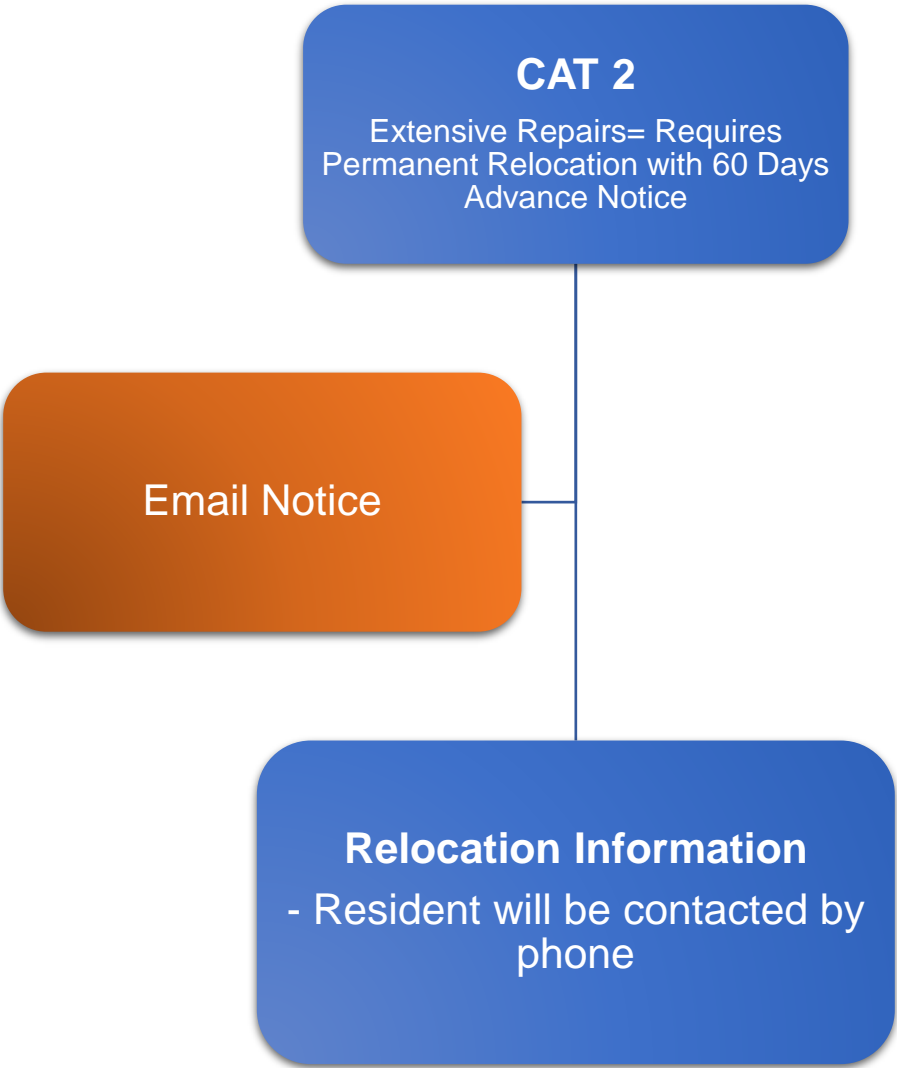 CAT 2
Extensive Repairs= Requires
Permanent Relocation with 60 Days
Advance Notice
Email Notice
Relocation Information
- Resident will be contacted by
phone